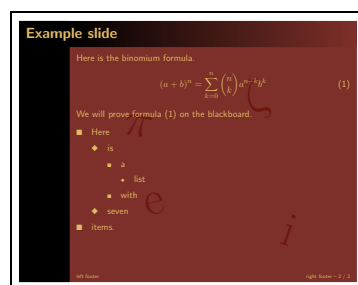 Example slide
Here is the binomium formula.
(a + b)^n = \sum_{k=0}^{n} \binom{n}{k} a^{n-k} b^k (1)
We will prove formula (1) on the blackboard.
■ Here
◆ is
■ a
● list
■ with
◆ seven
■ items.
π
ζ
e
i
left footer
right footer – 2 / 3